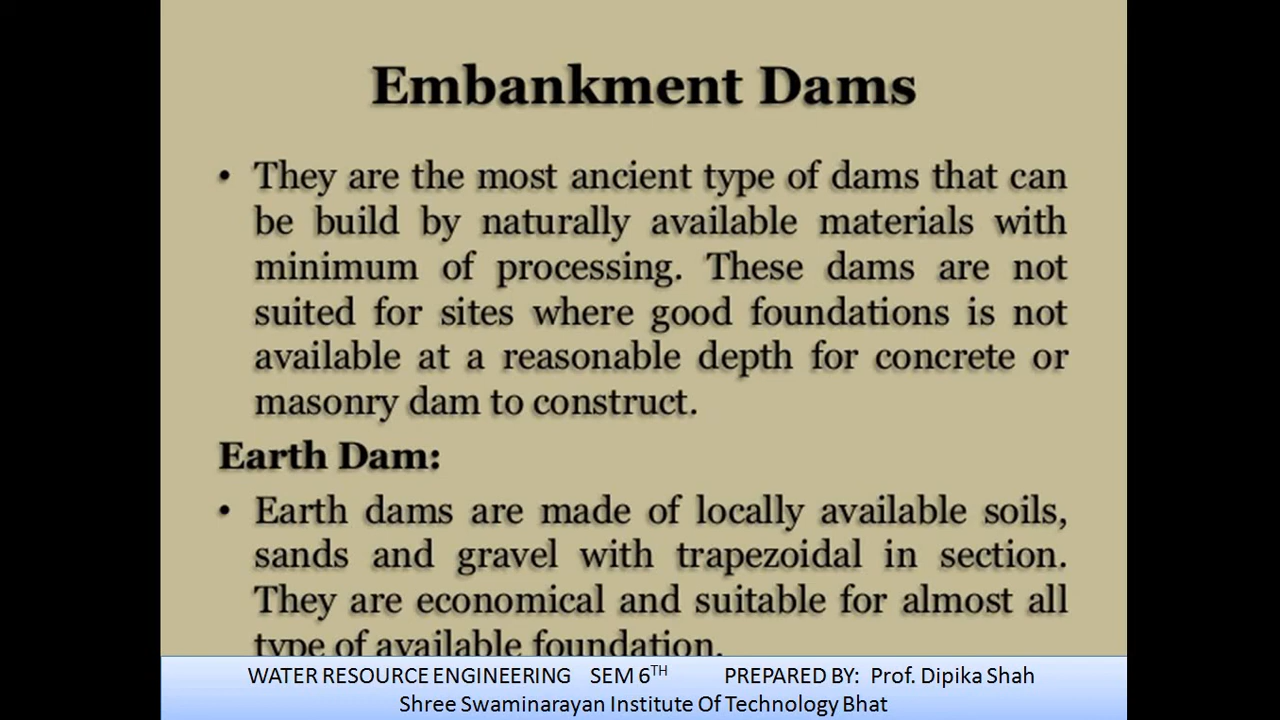 Embankment Dams
• They are the most ancient type of dams that can
be build by naturally available materials with
minimum of processing. These dams are not
suited for sites where good foundations is not
available at a reasonable depth for concrete or
masonry dam to construct.
Earth Dam:
• Earth dams are made of locally available soils,
sands and gravel with trapezoidal in section.
They are economical and suitable for almost all
type of available foundation.
WATER RESOURCE ENGINEERING SEM 6TH PREPARED BY: Prof. Dipika Shah
Shree Swaminarayan Institute Of Technology Bhat